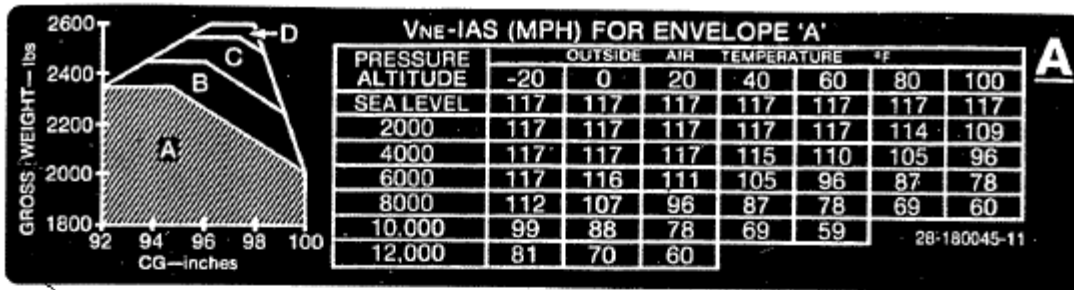 VNE-IAS (MPH) FOR ENVELOPE 'A'
A
GROSS WEIGHT—lbs
2600
2400
2200
2000
1800
D
C
B
A
92 94 96 98 100
CG—inches
PRESSURE ALTITUDE OUTSIDE AIR TEMPERATURE °F
-20 0 20 40 60 80 100
SEA LEVEL 117 117 117 117 117 117 117
2000 117 117 117 117 117 114 109
4000 117 117 117 115 110 105 96
6000 117 116 111 105 96 87 78
8000 112 107 96 87 78 69 60
10,000 99 88 78 69 59
12,000 81 70 60
28-180045-11